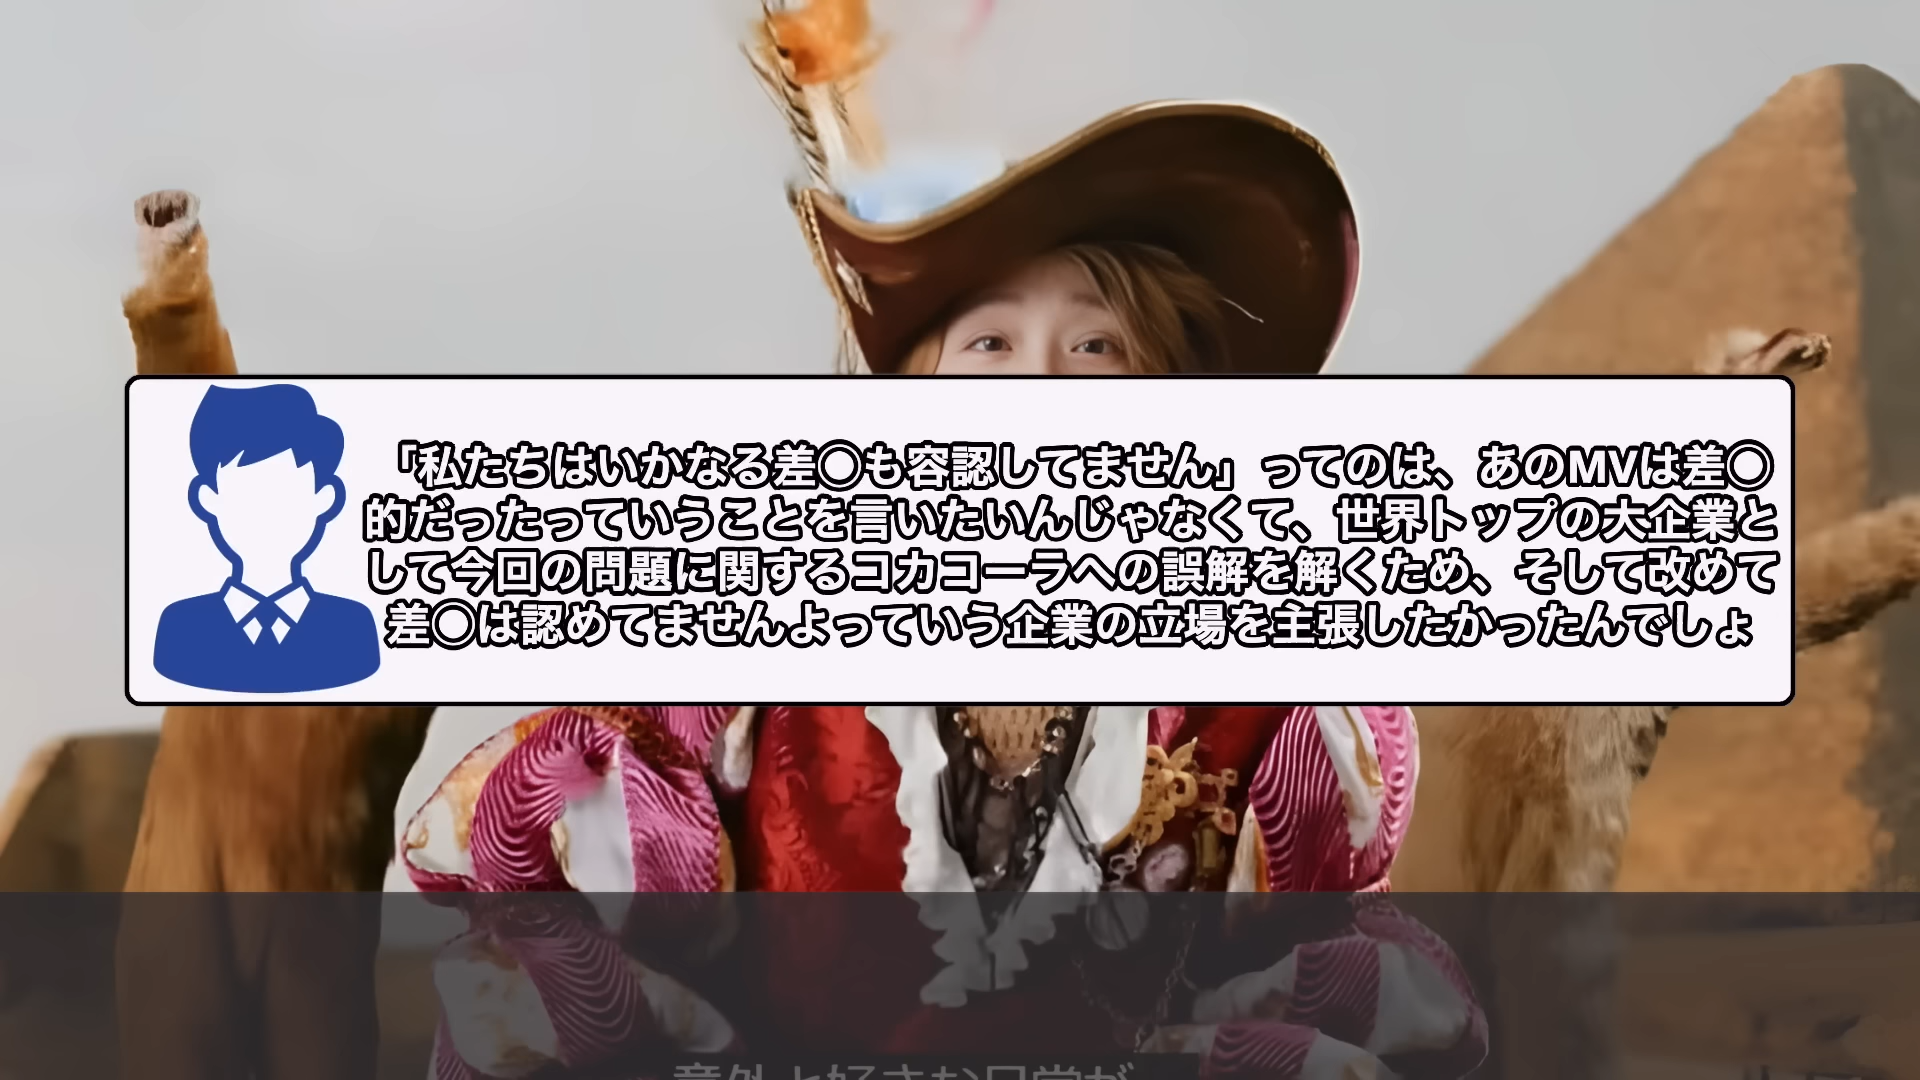 「私たちはいかなる差〇も容認してません」ってのは、あのMVは差〇
的だったっていうことを言いたいんじゃなくて、世界トップの大企業と
して今回の問題に関するコカコーラへの誤解を解くため、そして改めて
差〇は認めてませんよっていう企業の立場を主張したかったんでしょ